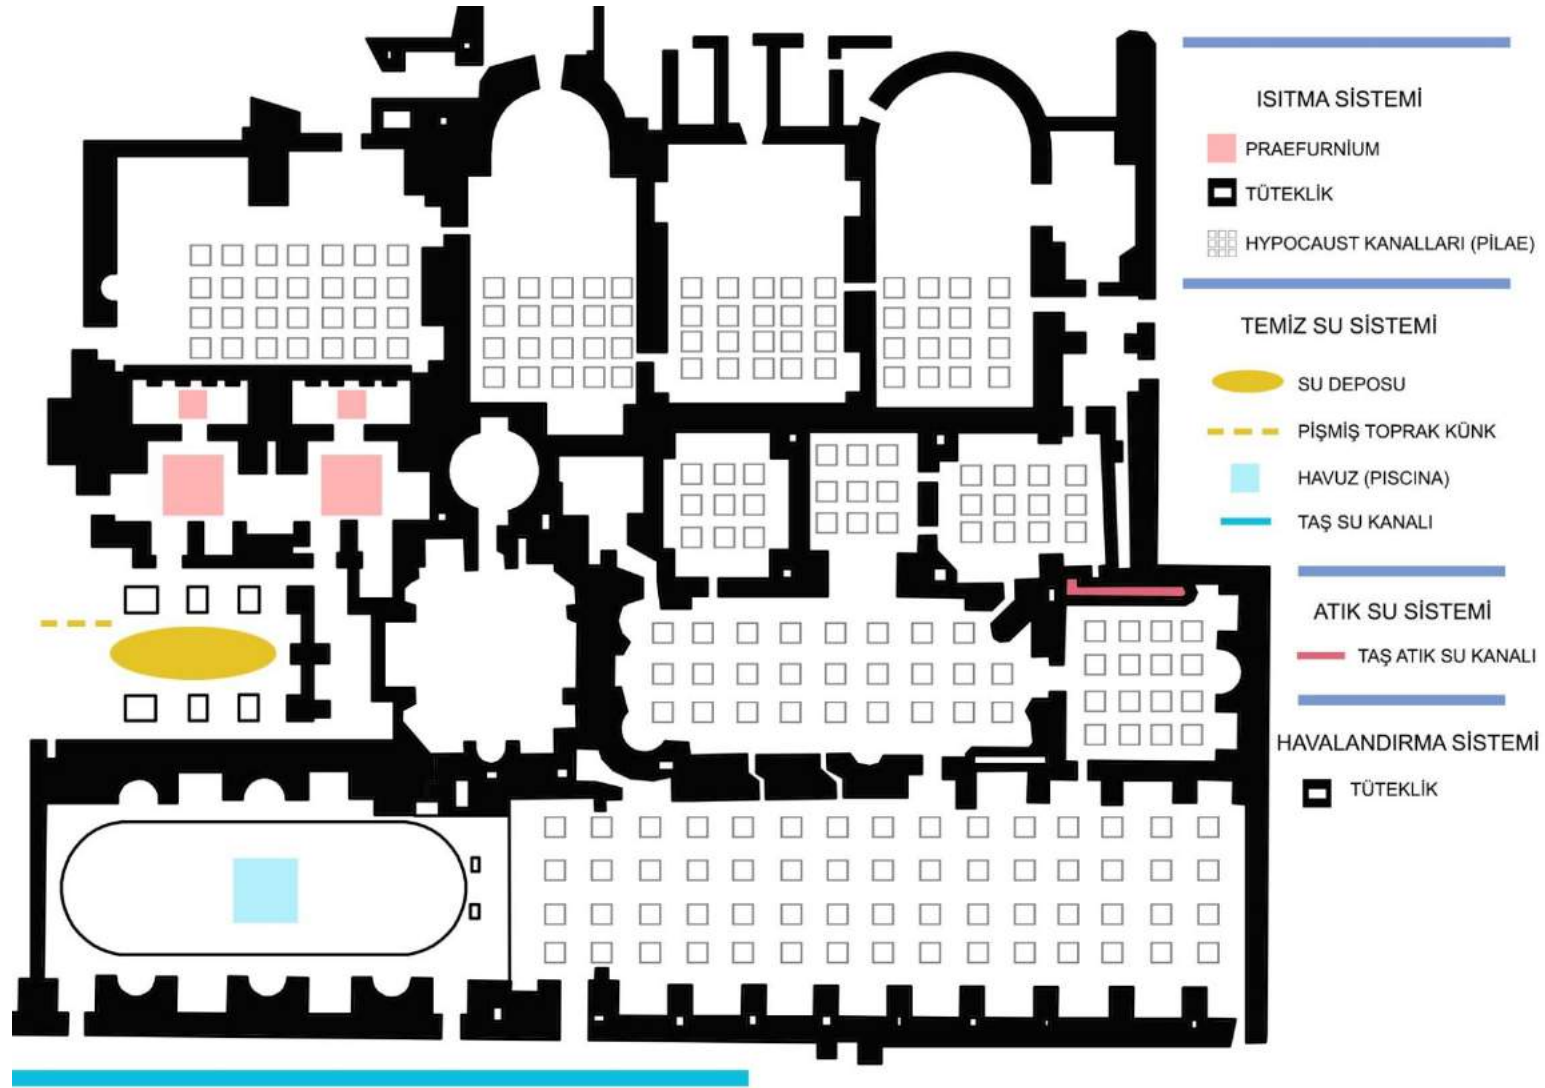 ISITMA SİSTEMİ
PRAEFURNİUM
TÜTEKLİK
HYPOCAUST KANALLARI (PİLAE)
TEMİZ SU SİSTEMİ
SU DEPOSU
PİŞMİŞ TOPRAK KÜNK
HAVUZ (PISCINA)
TAŞ SU KANALI
ATIK SU SİSTEMİ
TAŞ ATIK SU KANALI
HAVALANDIRMA SİSTEMİ
TÜTEKLİK